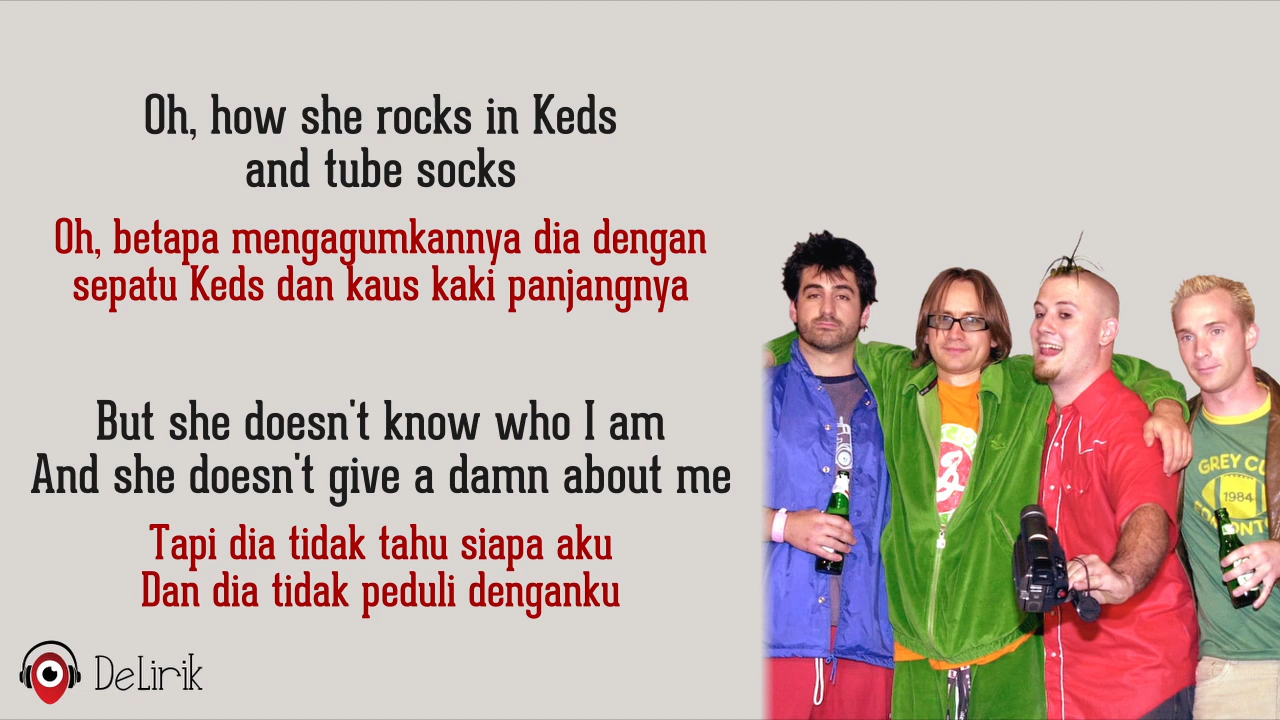 Oh, how she rocks in Keds
and tube socks
Oh, betapa mengagumkannya dia dengan
sepatu Keds dan kaus kaki panjangnya
But she doesn't know who I am
And she doesn't give a damn about me
Tapi dia tidak tahu siapa aku
Dan dia tidak peduli denganku
DeLirik
GREY CU
1984